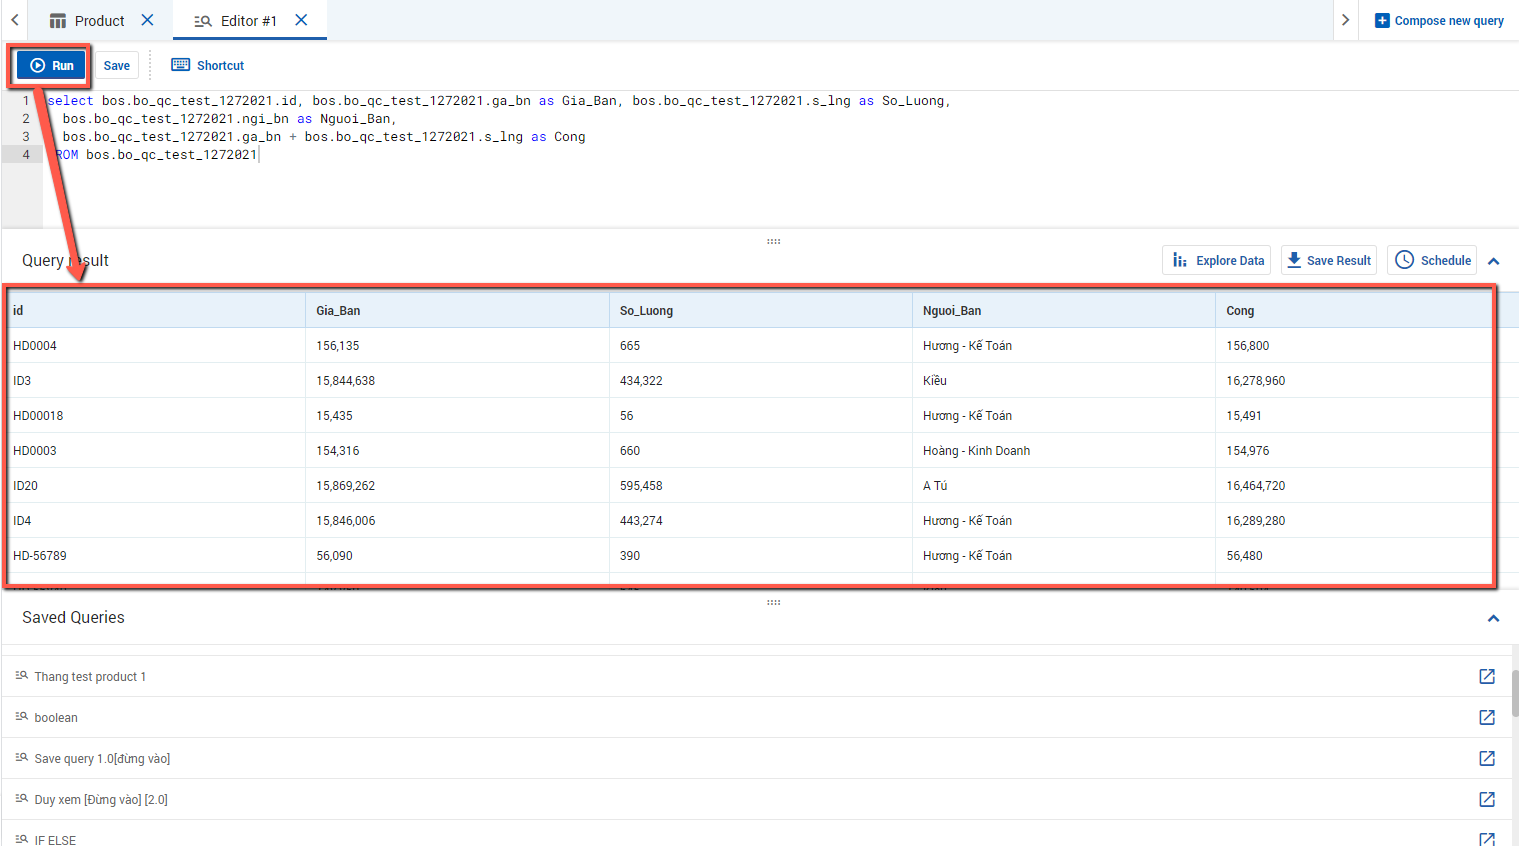 Product
Editor #1
Compose new query
Run
Save
Shortcut
1 select bos.bo_qc_test_1272021.id, bos.bo_qc_test_1272021.ga_bn as Gia_Ban, bos.bo_qc_test_1272021.s_lng as So_Luong,
2 bos.bo_qc_test_1272021.ngi_bn as Nguoi_Ban,
3 bos.bo_qc_test_1272021.ga_bn + bos.bo_qc_test_1272021.s_lng as Cong
4 ROM bos.bo_qc_test_1272021
Query result
Explore Data
Save Result
Schedule
id Gia_Ban So_Luong Nguoi_Ban Cong
HD0004 156,135 665 Hương - Kế Toán 156,800
ID3 15,844,638 434,322 Kiều 16,278,960
HD00018 15,435 56 Hương - Kế Toán 15,491
HD0003 154,316 660 Hoàng - Kinh Doanh 154,976
ID20 15,869,262 595,458 A Tú 16,464,720
ID4 15,846,006 443,274 Hương - Kế Toán 16,289,280
HD-56789 56,090 390 Hương - Kế Toán 56,480
Saved Queries
Thang test product 1
boolean
Save query 1.0[đừng vào]
Duy xem [Đừng vào] [2.0]
IF ELSE